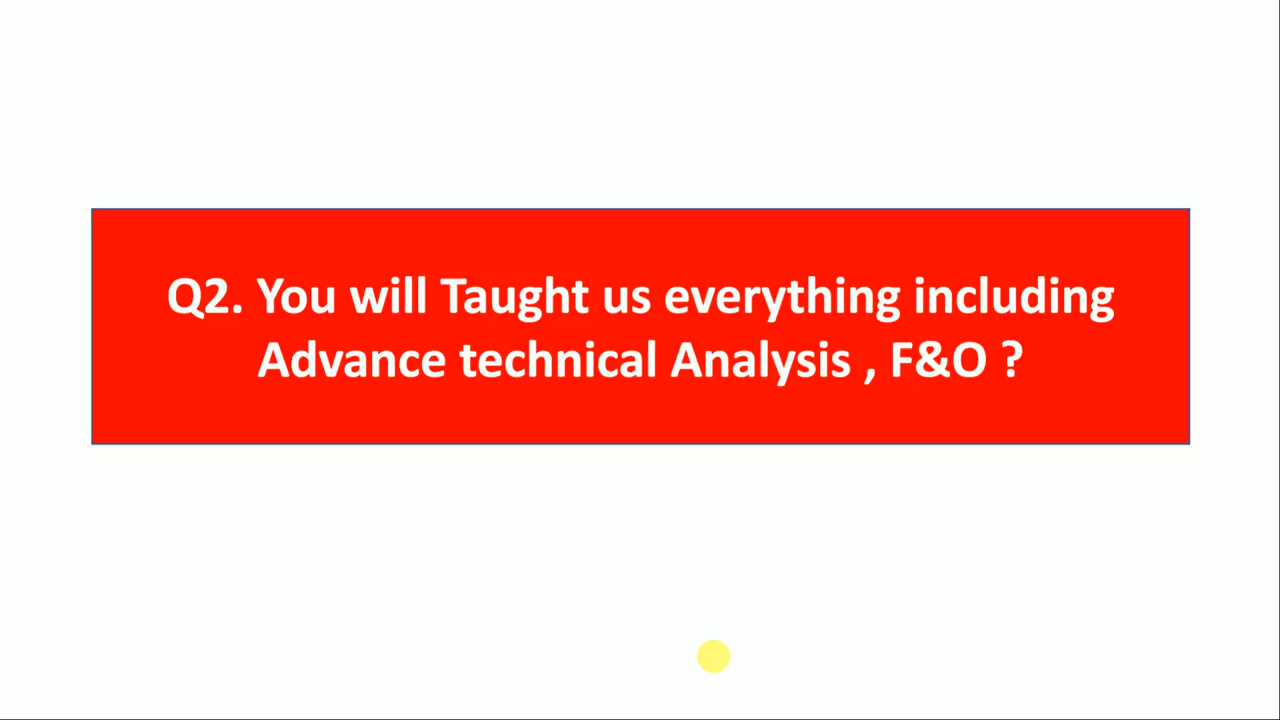 Q2. You will Taught us everything including
Advance technical Analysis , F&O ?